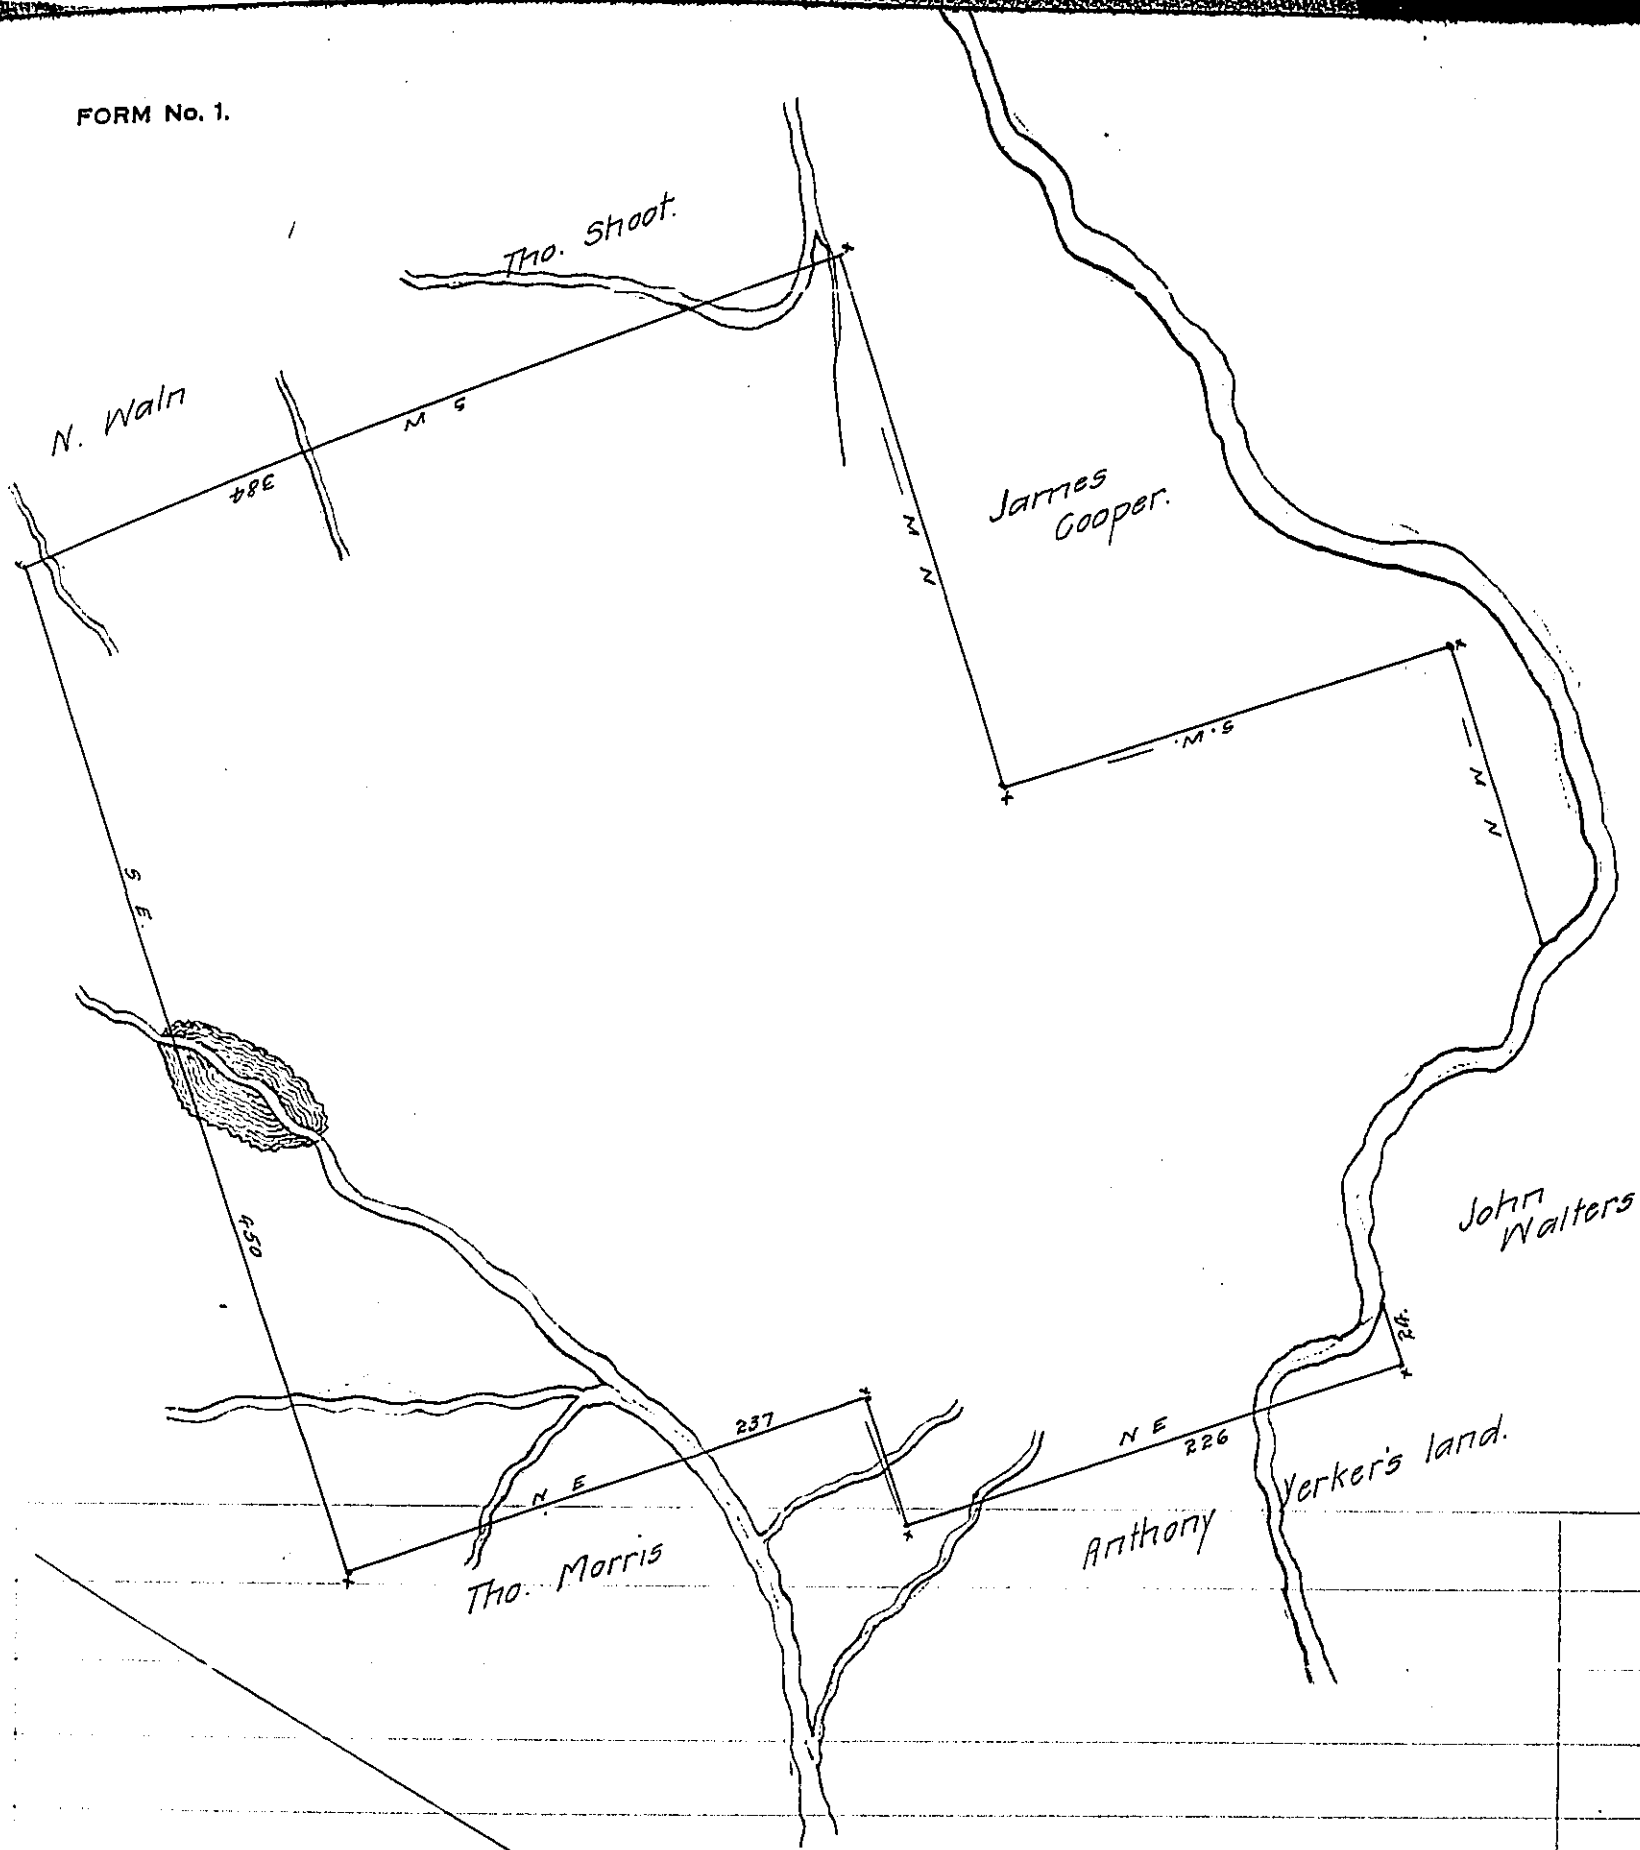 FORM No. 1.
Tho. Shoot.
N. Waln
S W
384
James
Cooper.
N W
S. W.
N W
S E.
450
John
Walters
24.
237
N E
N. E
226
Yerker's land.
Anthony
Tho. Morris